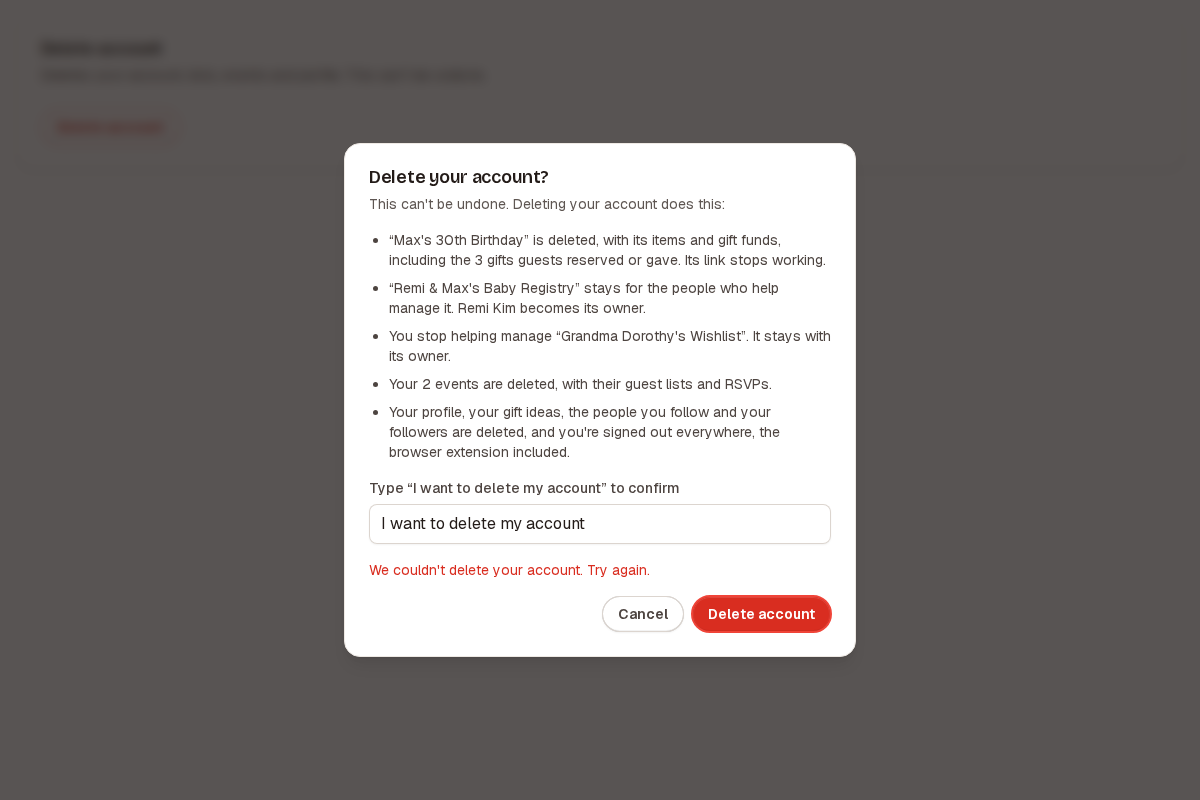 Delete account
Delete account
Delete your account?
This can't be undone. Deleting your account does this:
“Max's 30th Birthday” is deleted, with its items and gift funds,
including the 3 gifts guests reserved or gave. Its link stops working.
“Remi & Max's Baby Registry” stays for the people who help
manage it. Remi Kim becomes its owner.
You stop helping manage “Grandma Dorothy's Wishlist”. It stays with
its owner.
Your 2 events are deleted, with their guest lists and RSVPs.
Your profile, your gift ideas, the people you follow and your
followers are deleted, and you're signed out everywhere, the
browser extension included.
Type “I want to delete my account” to confirm
I want to delete my account
We couldn't delete your account. Try again.
Cancel
Delete account